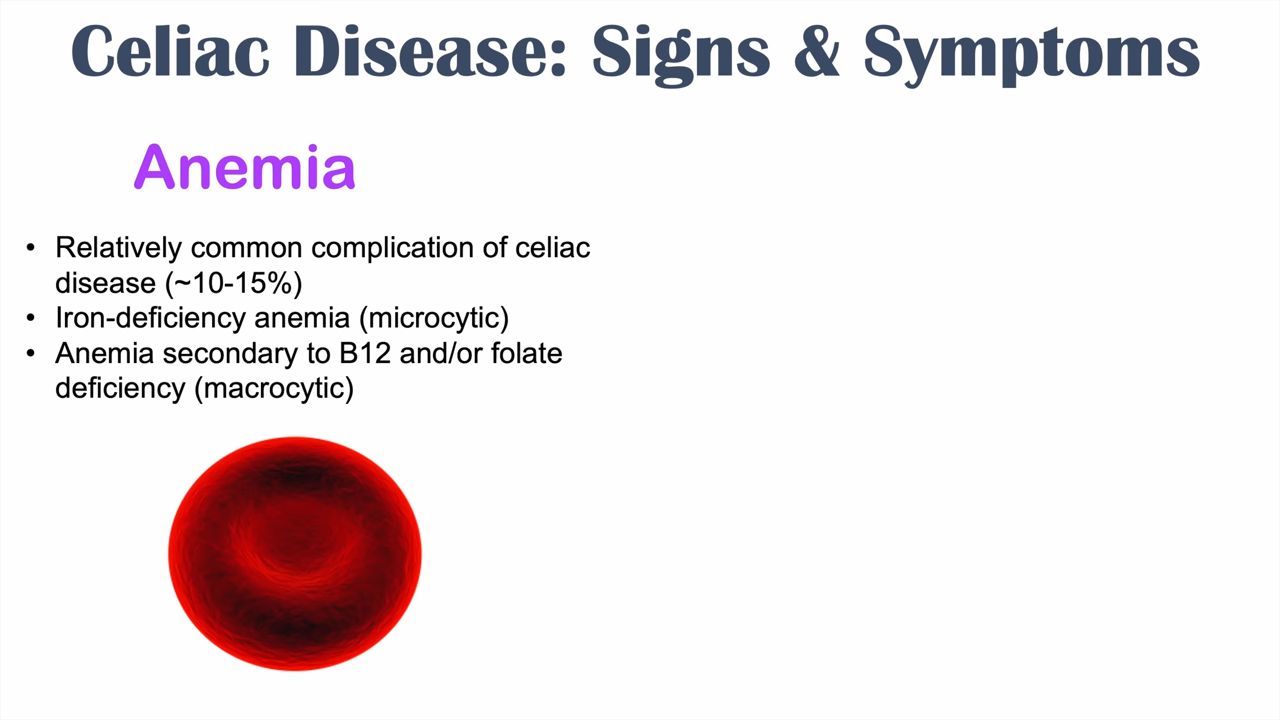 Celiac Disease: Signs & Symptoms
Anemia
• Relatively common complication of celiac
disease (~10-15%)
• Iron-deficiency anemia (microcytic)
• Anemia secondary to B12 and/or folate
deficiency (macrocytic)